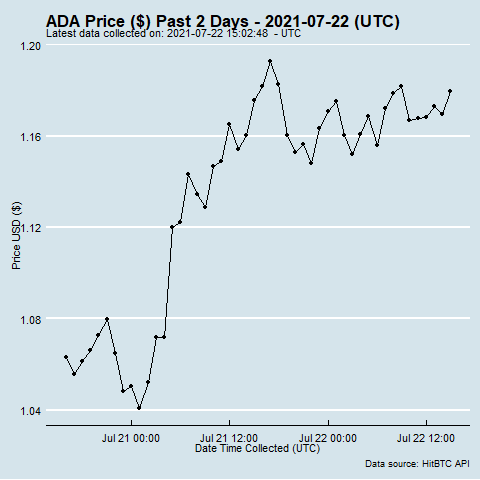 ADA Price ($) Past 2 Days - 2021-07-22 (UTC)
Latest data collected on: 2021-07-22 15:02:48 - UTC
1.20
1.16
1.12
1.08
1.04
Price USD ($)
Jul 21 00:00 Jul 21 12:00 Jul 22 00:00 Jul 22 12:00
Date Time Collected (UTC)
Data source: HitBTC API